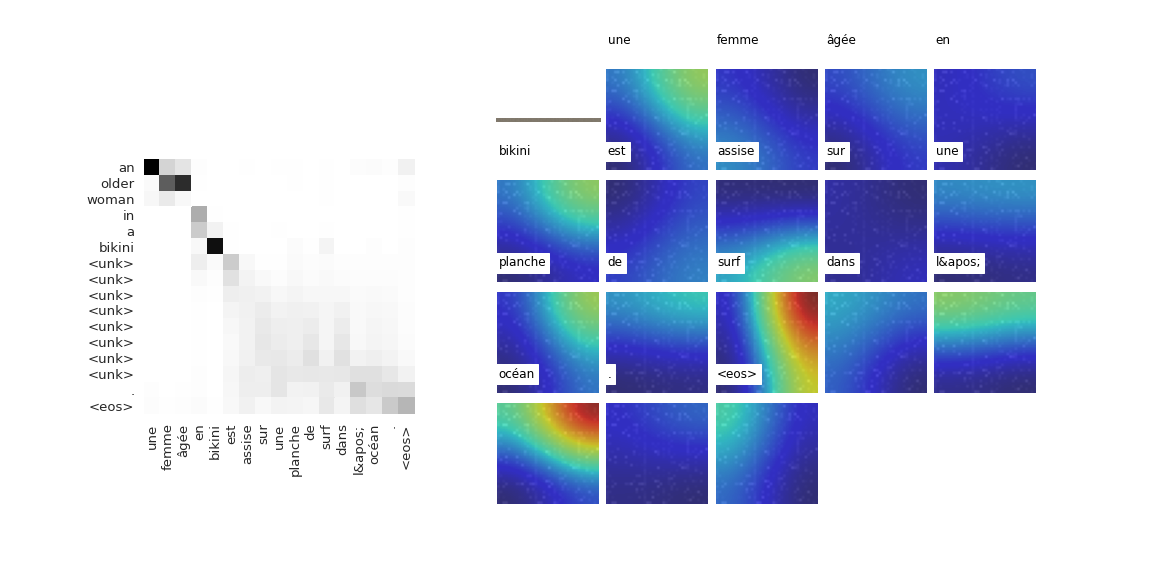 an
older
woman
in
a
bikini
<unk>
<unk>
<unk>
<unk>
<unk>
<unk>
<unk>
<unk>
.
<eos>
une
femme
âgée
en
bikini
est
assise
sur
une
planche
de
surf
dans
l&apos;
océan
.
<eos>
une femme âgée en
bikini est assise sur une
planche de surf dans l&apos;
océan . <eos>